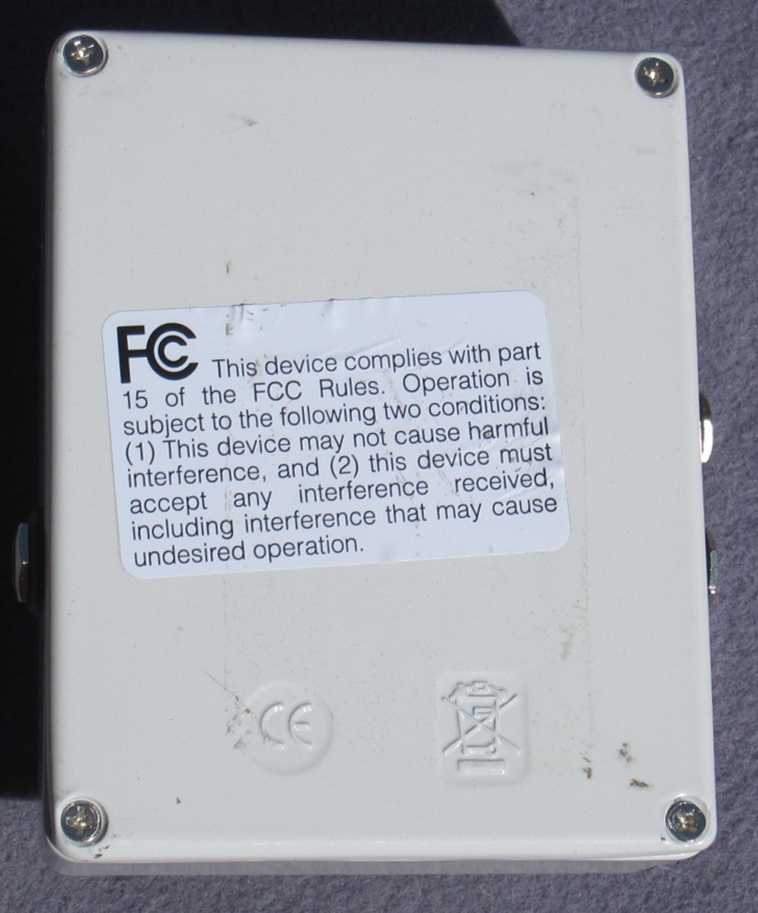 FC This device complies with part
15 of the FCC Rules. Operation is
subject to the following two conditions:
(1) This device may not cause harmful
interference, and (2) this device must
accept any interference received,
including interference that may cause
undesired operation.
CE